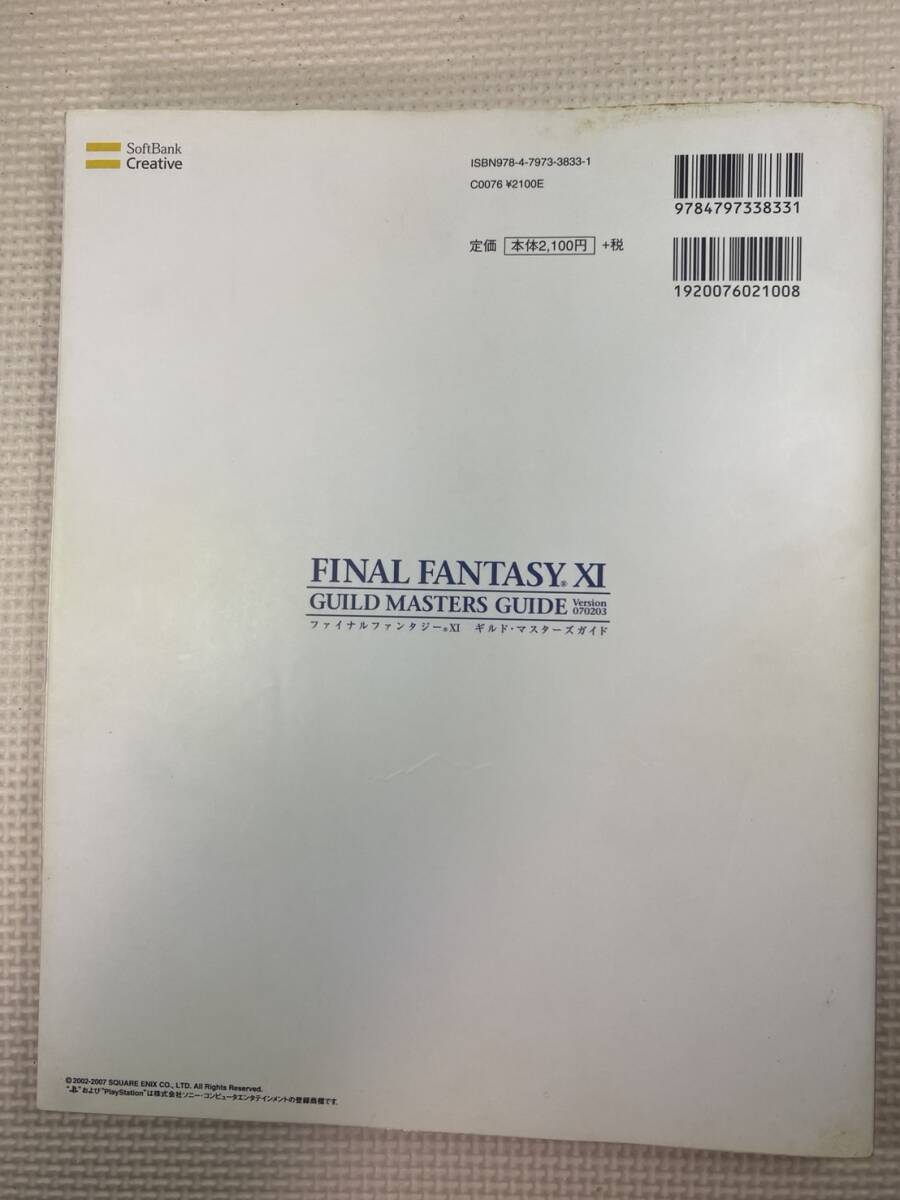 SoftBank
Creative
ISBN978-4-7973-3833-1
C0076 ¥2100E
9784797338331
定価 本体2,100円 +税
1920076021008
FINAL FANTASY® XI
GUILD MASTERS GUIDE Version 070203
ファイナルファンタジー®XI ギルド・マスターズガイド
©2002-2007 SQUARE ENIX CO., LTD. All Rights Reserved.
"PS"および"PlayStation"は株式会社ソニー・コンピュータエンタテインメントの登録商標です。